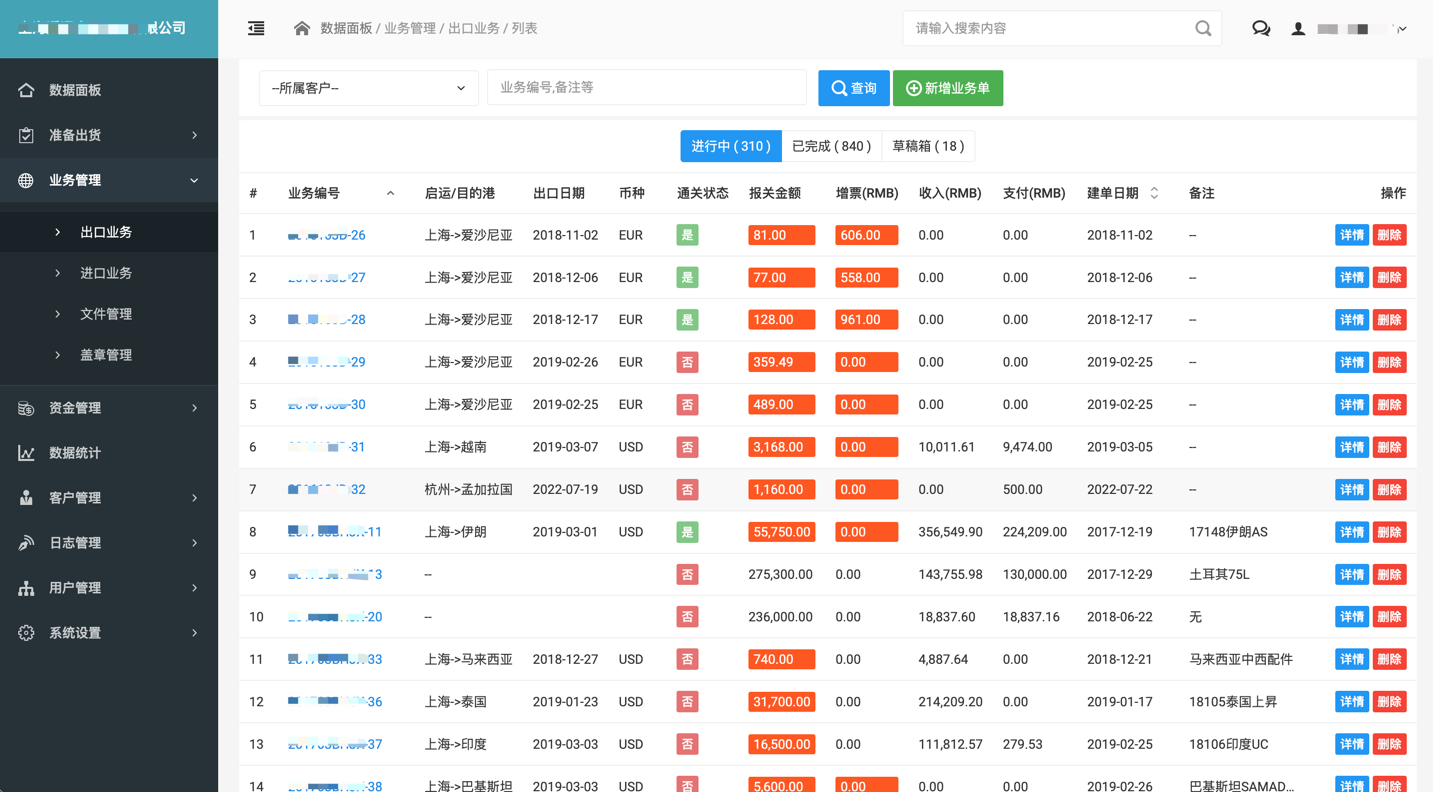 限公司
数据面板 / 业务管理 / 出口业务 / 列表
请输入搜索内容
数据面板
准备出货
业务管理
出口业务
进口业务
文件管理
盖章管理
资金管理
数据统计
客户管理
日志管理
用户管理
系统设置
--所属客户--
业务编号,备注等
查询
新增业务单
进行中 ( 310 ) 已完成 ( 840 ) 草稿箱 ( 18 )
# 业务编号 启运/目的港 出口日期 币种 通关状态 报关金额 增票(RMB) 收入(RMB) 支付(RMB) 建单日期 备注 操作
1 -26 上海->爱沙尼亚 2018-11-02 EUR 是 81.00 606.00 0.00 0.00 2018-11-02 -- 详情 删除
2 -27 上海->爱沙尼亚 2018-12-06 EUR 是 77.00 558.00 0.00 0.00 2018-12-06 -- 详情 删除
3 -28 上海->爱沙尼亚 2018-12-17 EUR 是 128.00 961.00 0.00 0.00 2018-12-17 -- 详情 删除
4 -29 上海->爱沙尼亚 2019-02-26 EUR 否 359.49 0.00 0.00 0.00 2019-02-25 -- 详情 删除
5 -30 上海->爱沙尼亚 2019-02-25 EUR 否 489.00 0.00 0.00 0.00 2019-02-25 -- 详情 删除
6 -31 上海->越南 2019-03-07 USD 否 3,168.00 0.00 10,011.61 9,474.00 2019-03-05 -- 详情 删除
7 -32 杭州->孟加拉国 2022-07-19 USD 否 1,160.00 0.00 0.00 500.00 2022-07-22 -- 详情 删除
8 -11 上海->伊朗 2019-03-01 USD 是 55,750.00 0.00 356,549.90 224,209.00 2017-12-19 17148伊朗AS 详情 删除
9 13 -- 否 275,300.00 0.00 143,755.98 130,000.00 2017-12-29 土耳其75L 详情 删除
10 -20 -- 否 236,000.00 0.00 18,837.60 18,837.16 2018-06-22 无 详情 删除
11 33 上海->马来西亚 2018-12-27 USD 否 740.00 0.00 4,887.64 0.00 2018-12-21 马来西亚中西配件 详情 删除
12 -36 上海->泰国 2019-01-23 USD 否 31,700.00 0.00 214,209.20 0.00 2019-01-17 18105泰国上昇 详情 删除
13 -37 上海->印度 2019-03-03 USD 否 16,500.00 0.00 111,812.57 279.53 2019-02-25 18106印度UC 详情 删除
14 -38 上海->巴基斯坦 2019-03-03 USD 否 5,600.00 0.00 0.00 0.00 2019-02-26 巴基斯坦SAMAD... 详情 删除